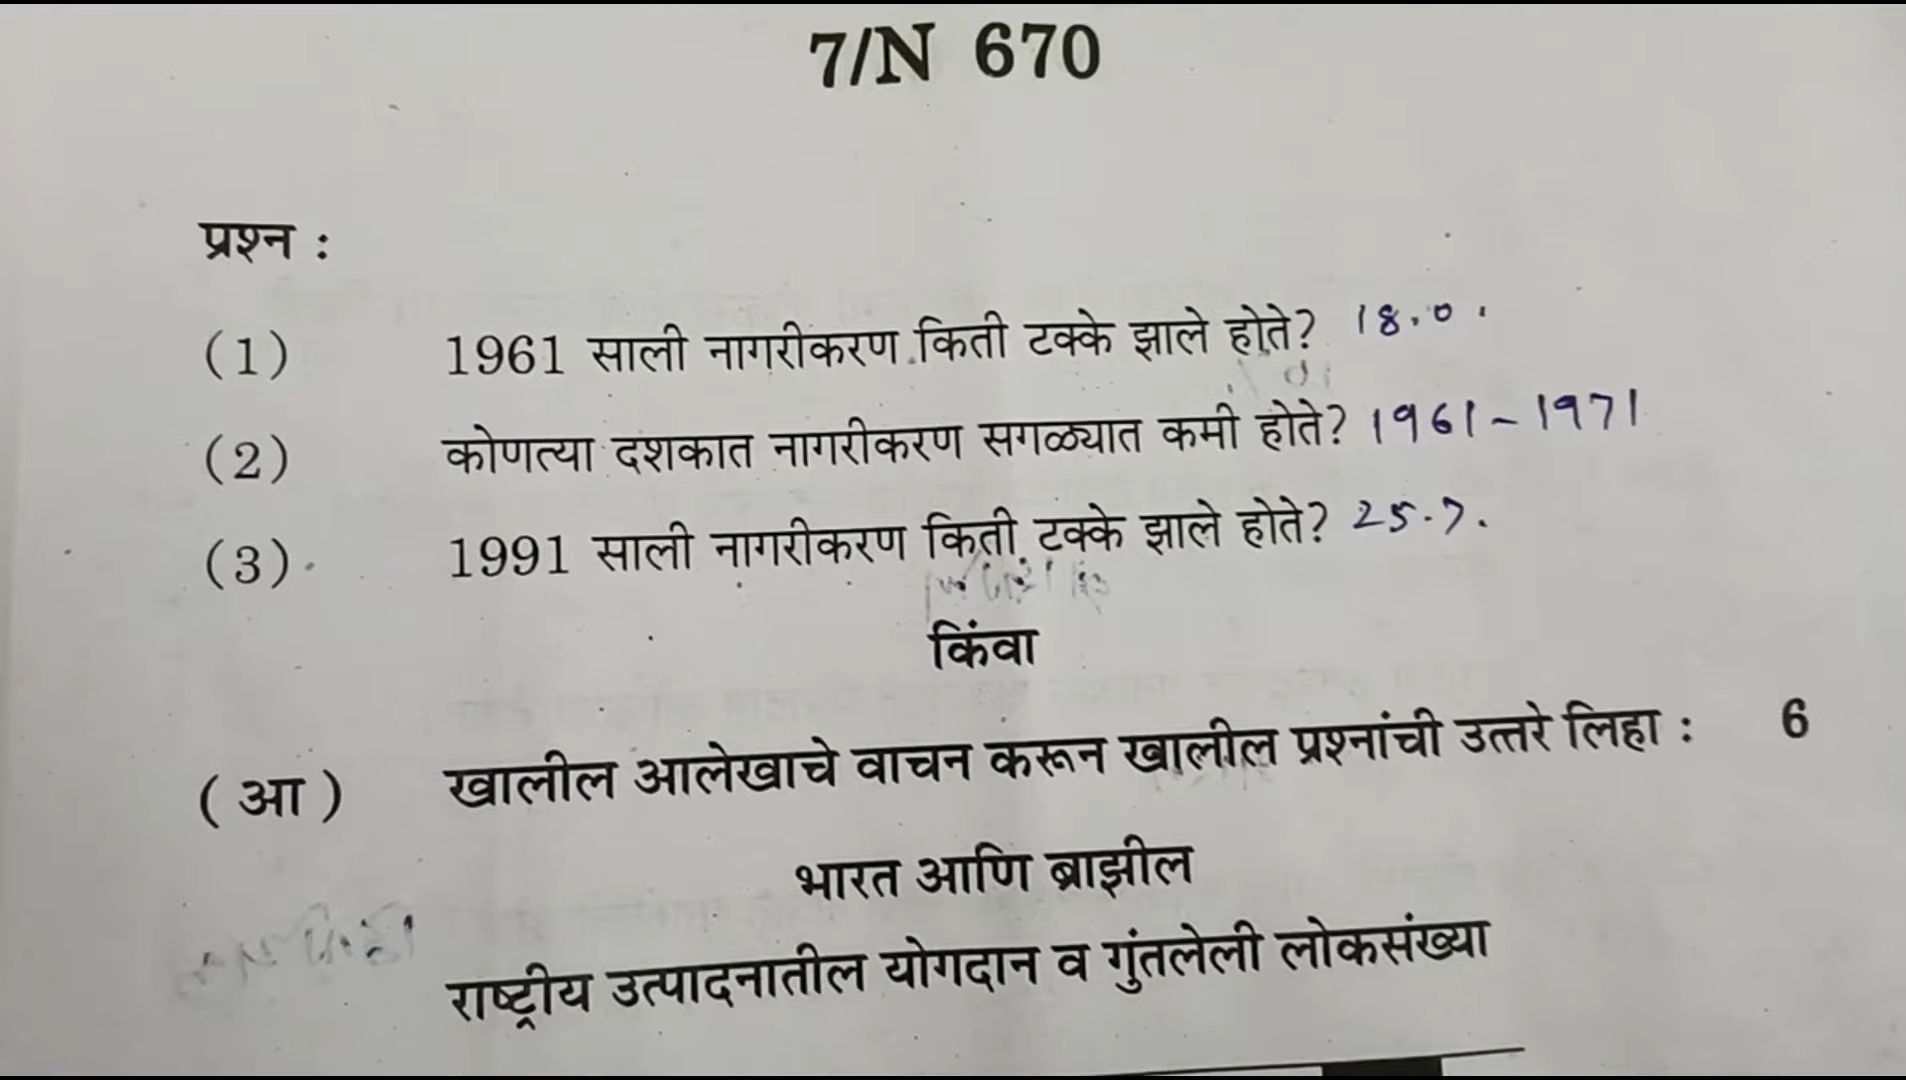 7/N 670
प्रश्न :
(1) 1961 साली नागरीकरण किती टक्के झाले होते? 18.0.
(2) कोणत्या दशकात नागरीकरण सगळ्यात कमी होते? 1961-1971
(3) 1991 साली नागरीकरण किती टक्के झाले होते? 25.7.
किंवा
(आ) खालील आलेखाचे वाचन करून खालील प्रश्नांची उत्तरे लिहा : 6
भारत आणि ब्राझील
राष्ट्रीय उत्पादनातील योगदान व गुंतलेली लोकसंख्या